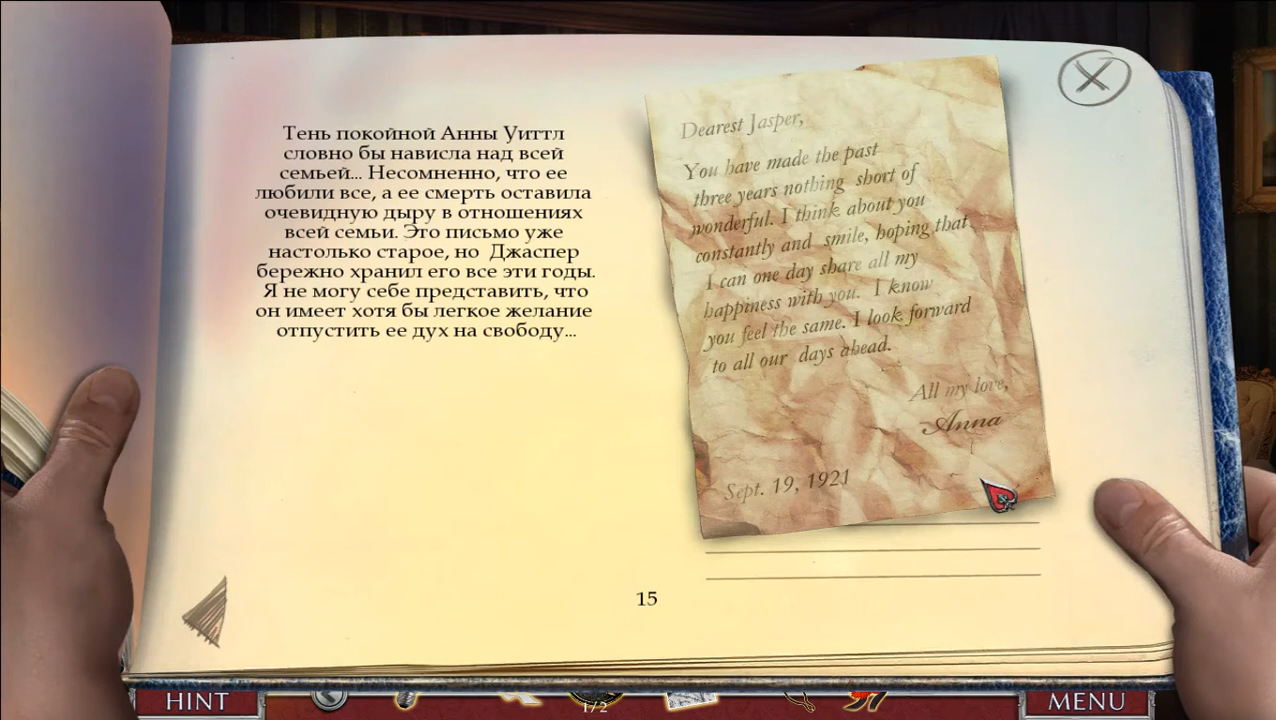 Тень покойной Анны Уиттл
словно бы нависла над всей
семьей... Несомненно, что ее
любили все, а ее смерть оставила
очевидную дыру в отношениях
всей семьи. Это письмо уже
настолько старое, но Джаспер
бережно хранил его все эти годы.
Я не могу себе представить, что
он имеет хотя бы легкое желание
отпустить ее дух на свободу...
Dearest Jasper,
You have made the past
three years nothing short of
wonderful. I think about you
constantly and smile, hoping that
I can one day share all my
happiness with you. I know
you feel the same. I look forward
to all our days ahead.
All my love,
Anna
Sept. 19, 1921
15
HINT
1/2
MENU